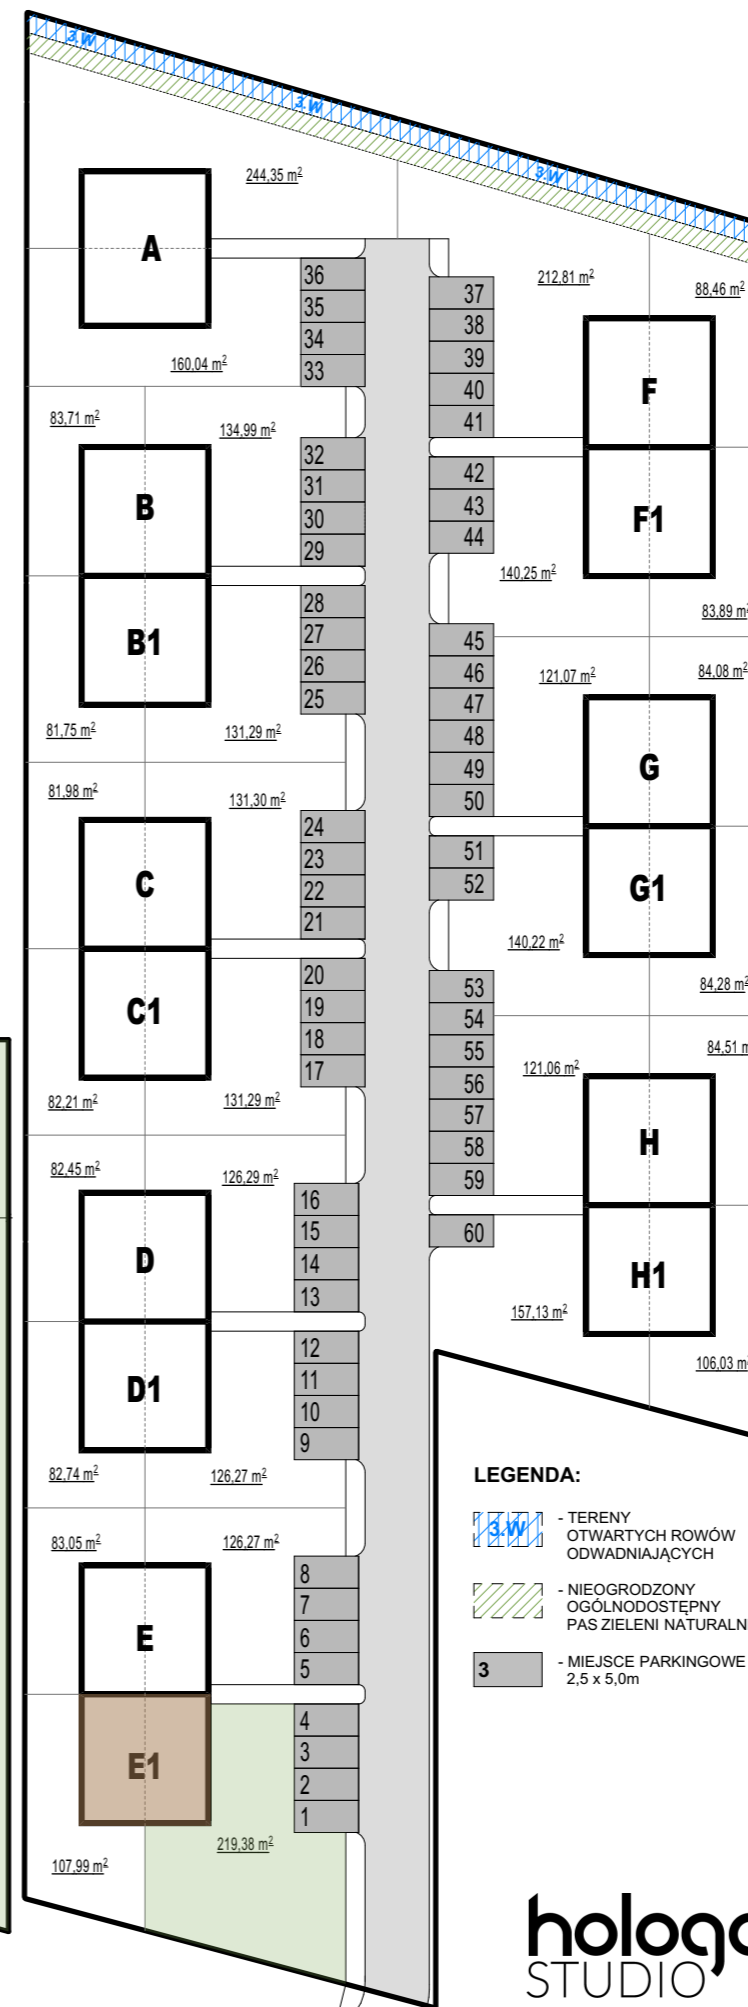 3.W
3.W
3.W
244,35 m²
A
160,04 m²
36
35
34
33
37
38
39
40
41
212,81 m²
88,46 m²
F
83,71 m²
134,99 m²
B
32
31
30
29
42
43
44
F1
140,25 m²
83,89 m²
B1
28
27
26
25
81,75 m²
131,29 m²
45
46
47
48
49
50
121,07 m²
84,08 m²
G
81,98 m²
131,30 m²
C
24
23
22
21
51
52
G1
140,22 m²
84,28 m²
C1
20
19
18
17
82,21 m²
131,29 m²
53
54
55
56
57
58
59
121,06 m²
84,51 m
H
82,45 m²
126,29 m²
D
16
15
14
13
60
H1
157,13 m²
106,03 m²
D1
12
11
10
9
82,74 m²
126,27 m²
83,05 m²
126,27 m²
E
8
7
6
5
E1
4
3
2
1
219,38 m²
107,99 m²
LEGENDA:
3.W - TERENY
OTWARTYCH ROWÓW
ODWADNIAJĄCYCH
- NIEOGRODZONY
OGÓLNODOSTĘPNY
PAS ZIELENI NATURALN
3 - MIEJSCE PARKINGOWE
2,5 x 5,0m
STUDIO